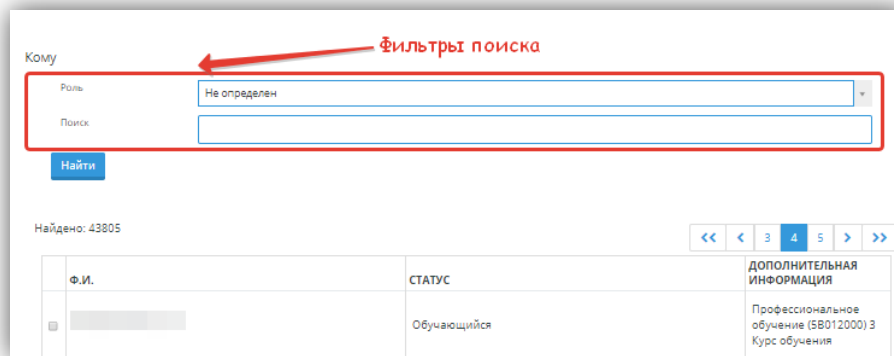 Фильтры поиска
Кому
Роль
Не определен
Поиск
Найти
Найдено: 43805
<< < 3 4 5 > >>
Ф.И.
СТАТУС
ДОПОЛНИТЕЛЬНАЯ
ИНФОРМАЦИЯ
Обучающийся
Профессиональное
обучение (5B012000) 3
Курс обучения